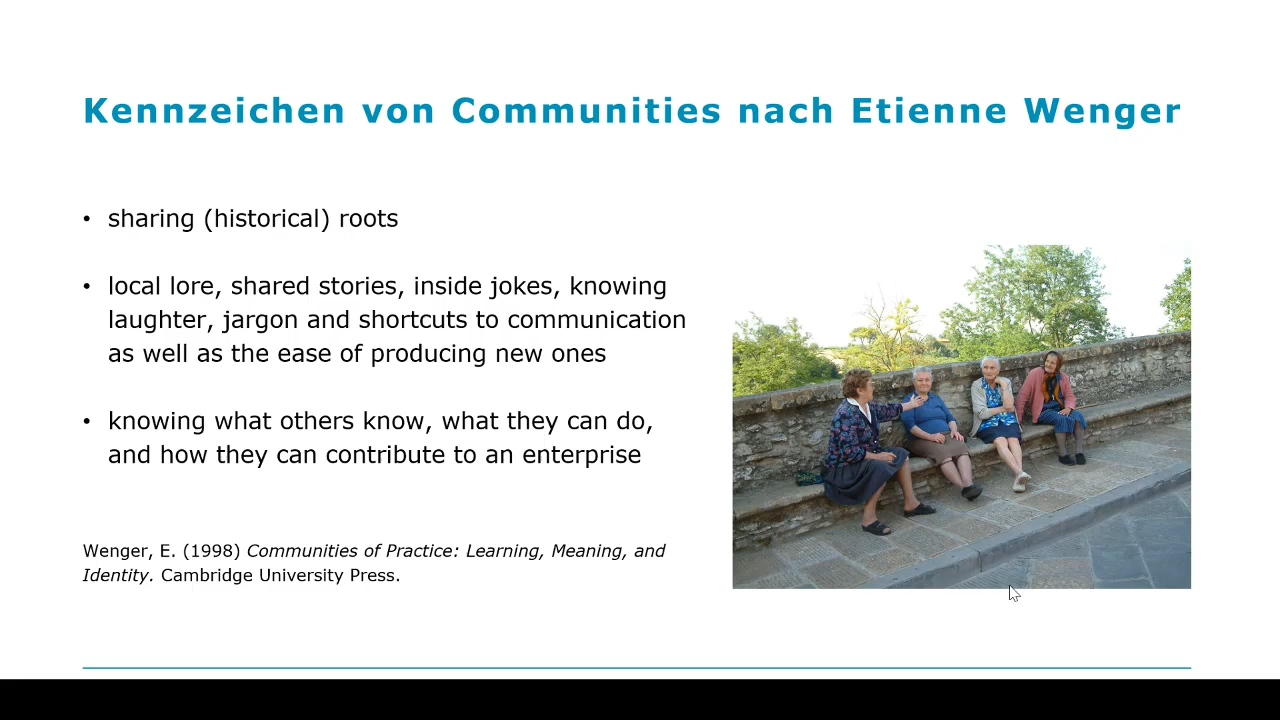 Kennzeichen von Communities nach Etienne Wenger
• sharing (historical) roots
• local lore, shared stories, inside jokes, knowing
laughter, jargon and shortcuts to communication
as well as the ease of producing new ones
• knowing what others know, what they can do,
and how they can contribute to an enterprise
Wenger, E. (1998) Communities of Practice: Learning, Meaning, and
Identity. Cambridge University Press.